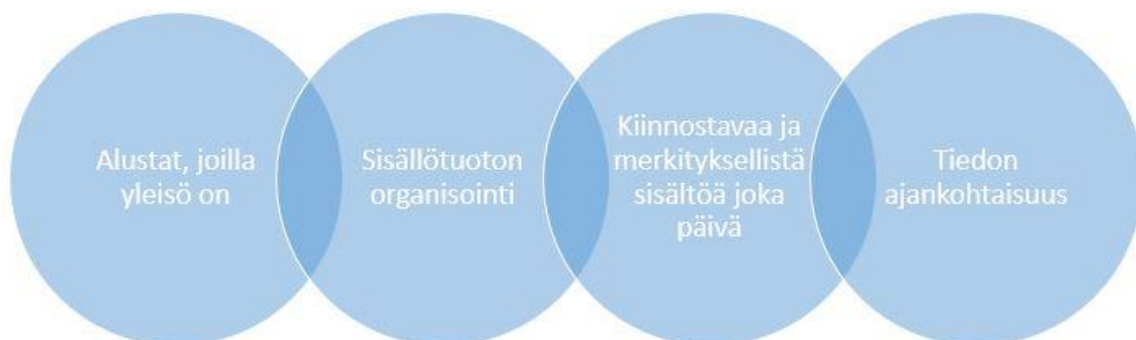 Alustat, joilla
yleisö on
Sisällötuoton
organisointi
Kiinnostavaa ja
merkityksellistä
sisältöä joka
päivä
Tiedon
ajankohtaisuus